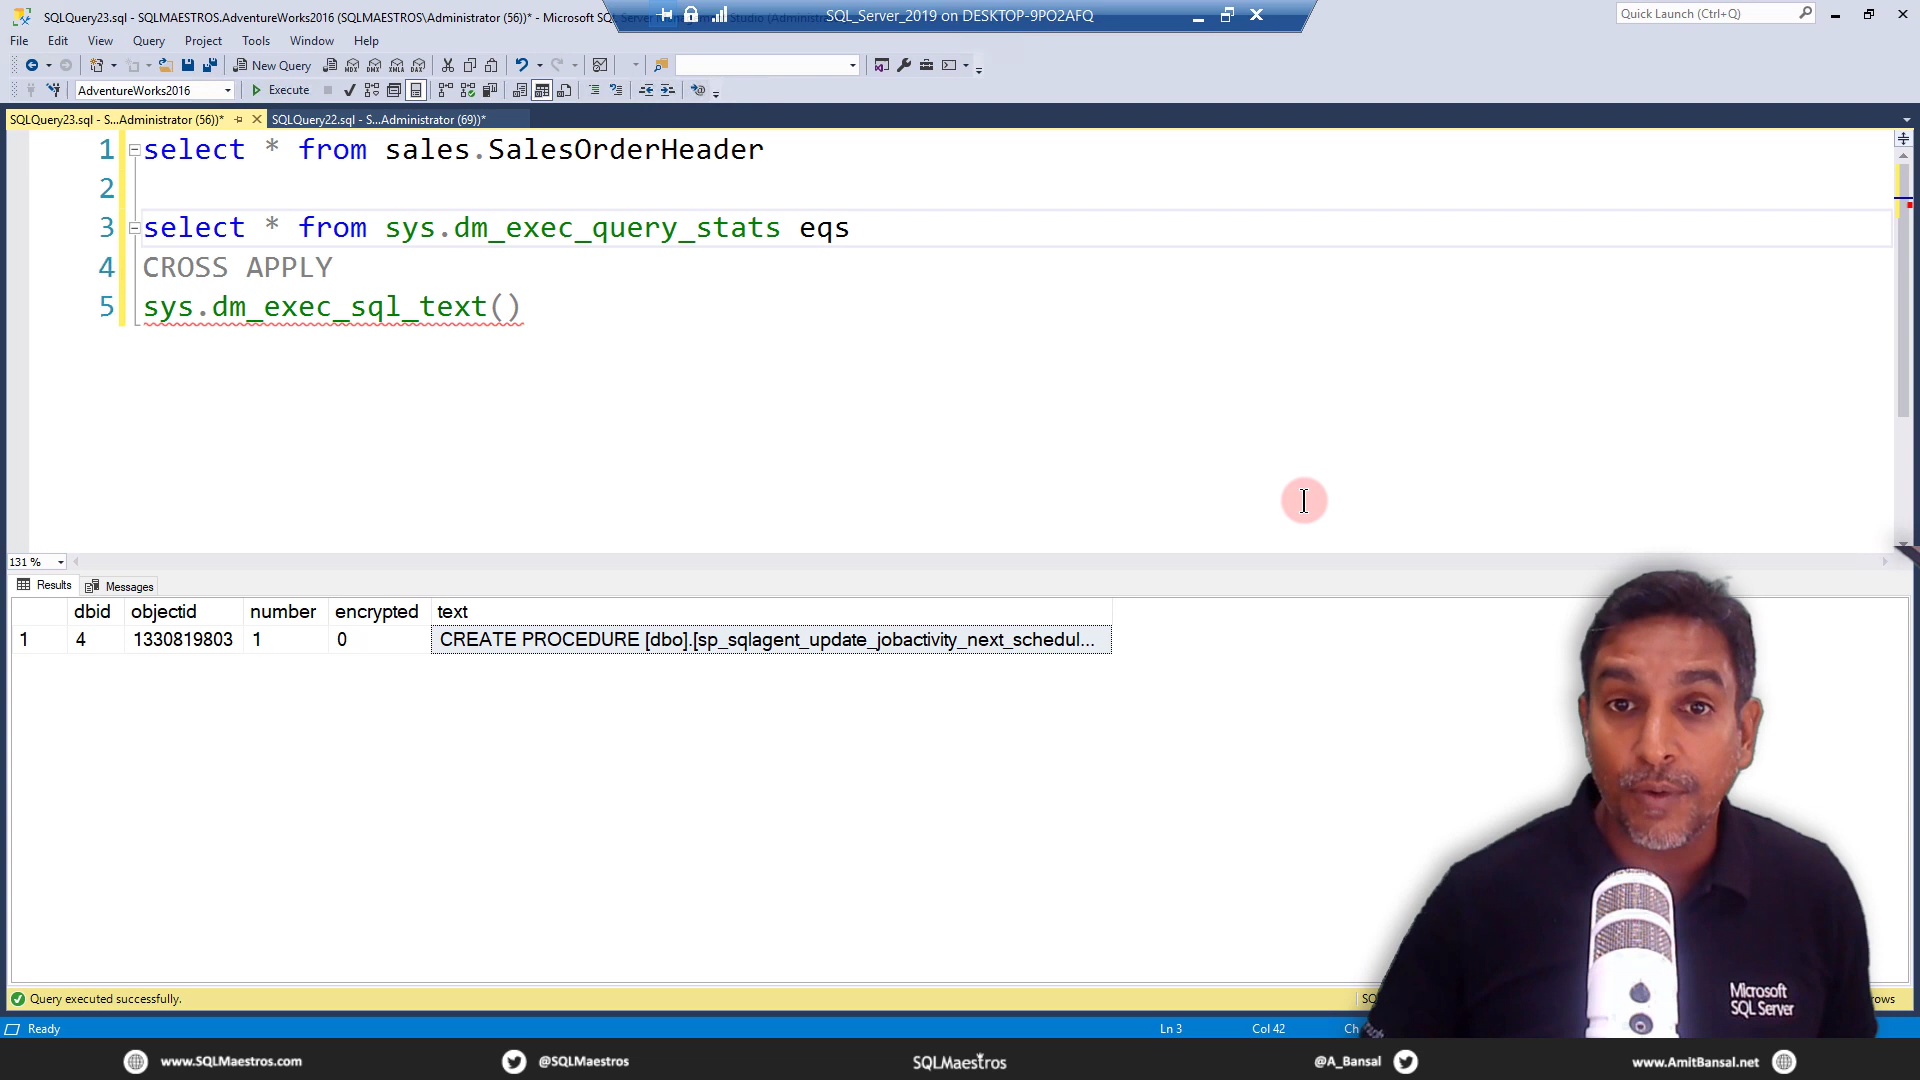 SQLQuery23.sql - SQLMAESTROS.AdventureWorks2016 (SQLMAESTROS\Administrator (56))* - Microsoft SQL Server
SQL_Server_2019 on DESKTOP-9PO2AFQ
Quick Launch (Ctrl+Q)
File Edit View Query Project Tools Window Help
New Query
AdventureWorks2016
Execute
SQLQuery23.sql - S...Administrator (56))*
SQLQuery22.sql - S...Administrator (69))*
1 select * from sales.SalesOrderHeader
2
3 select * from sys.dm_exec_query_stats eqs
4 CROSS APPLY
5 sys.dm_exec_sql_text()
131 %
Results Messages
dbid objectid number encrypted text
1 4 1330819803 1 0 CREATE PROCEDURE [dbo].[sp_sqlagent_update_jobactivity_next_schedul...
Query executed successfully.
Ready
Ln 3
Col 42
Microsoft
SQL Server
www.SQLMaestros.com
@SQLMaestros
SQLMaestros
@A_Bansal
www.AmitBansal.net